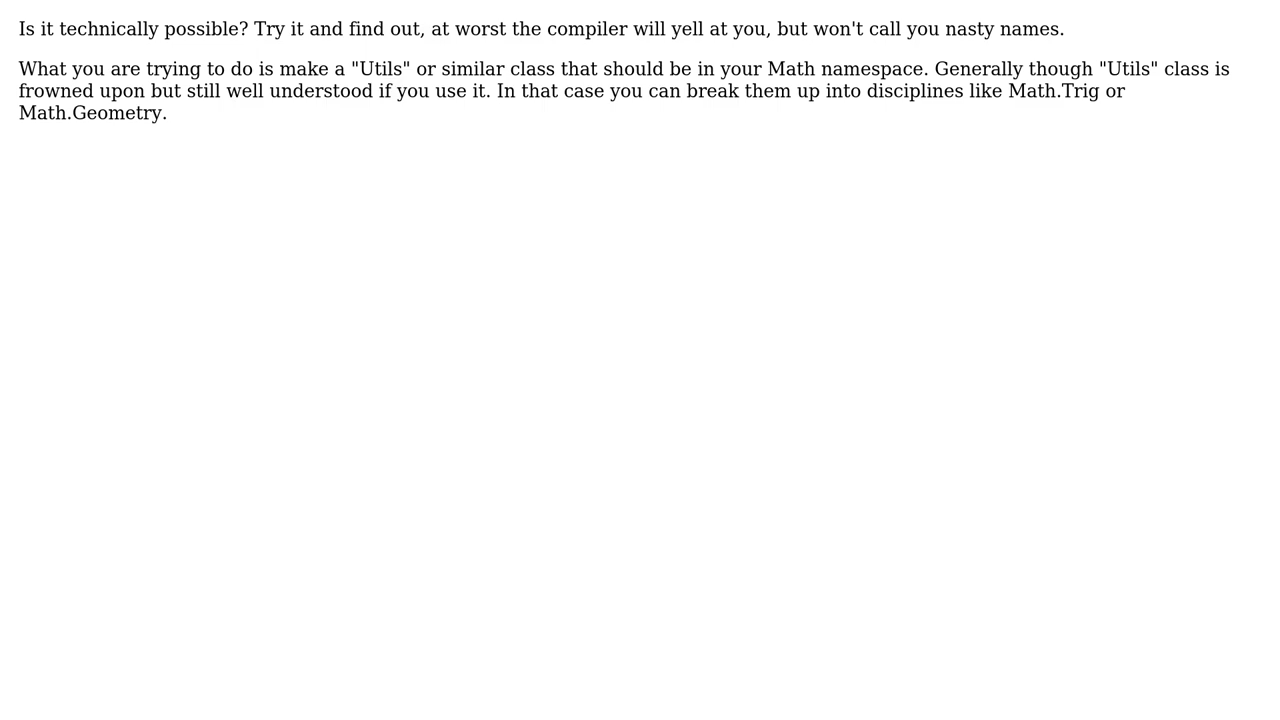 Is it technically possible? Try it and find out, at worst the compiler will yell at you, but won't call you nasty names.
What you are trying to do is make a "Utils" or similar class that should be in your Math namespace. Generally though "Utils" class is
frowned upon but still well understood if you use it. In that case you can break them up into disciplines like Math.Trig or
Math.Geometry.